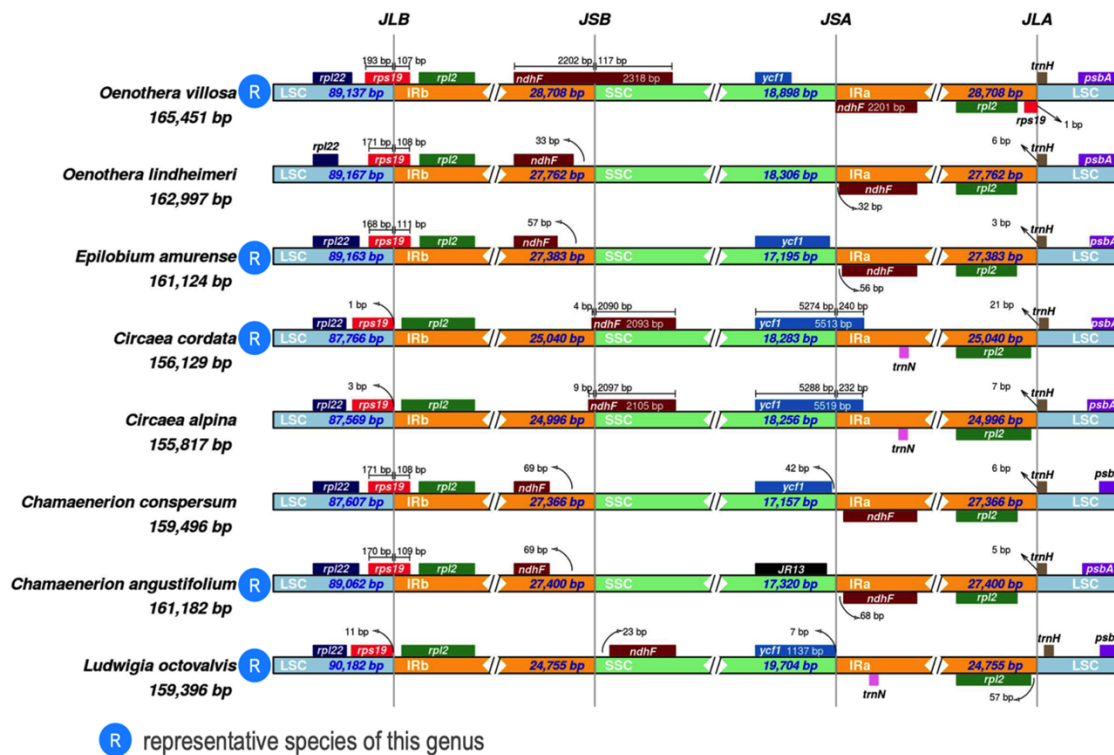 JLB JSB JSA JLA
193 bp 107 bp 2202 bp 117 bp trnH
rpl22 rps19 rpl2 ndhF 2318 bp ycf1 psbA
Oenothera villosa R LSC 89,137 bp IRb 28,708 bp SSC 18,898 bp IRa 28,708 bp LSC
165,451 bp ndhF 2201 bp rpl2 rps19 1 bp
rpl22 171 bp 108 bp 33 bp 6 bp trnH
rps19 rpl2 ndhF psbA
Oenothera lindheimeri LSC 89,167 bp IRb 27,762 bp SSC 18,306 bp IRa 27,762 bp LSC
162,997 bp ndhF rpl2
32 bp
168 bp 111 bp 57 bp 3 bp trnH
rpl22 rps19 rpl2 ndhF ycf1 psbA
Epilobium amurense R LSC 89,163 bp IRb 27,383 bp SSC 17,195 bp IRa 27,383 bp LSC
161,124 bp ndhF rpl2
56 bp
1 bp 4 bp 2090 bp 5274 bp 240 bp 21 bp trnH
rpl22 rps19 rpl2 ndhF 2093 bp ycf1 5513 bp psbA
Circaea cordata R LSC 87,766 bp IRb 25,040 bp SSC 18,283 bp IRa 25,040 bp LSC
156,129 bp trnN rpl2
3 bp 9 bp 2097 bp 5288 bp 232 bp 7 bp trnH
rpl22 rps19 rpl2 ndhF 2105 bp ycf1 5519 bp psbA
Circaea alpina LSC 87,569 bp IRb 24,996 bp SSC 18,256 bp IRa 24,996 bp LSC
155,817 bp trnN rpl2
171 bp 108 bp 69 bp 42 bp 6 bp trnH psb
rpl22 rps19 rpl2 ndhF ycf1
Chamaenerion conspersum LSC 87,607 bp IRb 27,366 bp SSC 17,157 bp IRa 27,366 bp LSC
159,496 bp ndhF rpl2
170 bp 109 bp 69 bp 5 bp trnH
rpl22 rps19 rpl2 ndhF JR13 psbA
Chamaenerion angustifolium R LSC 89,062 bp IRb 27,400 bp SSC 17,320 bp IRa 27,400 bp LSC
161,182 bp ndhF rpl2
68 bp
11 bp 23 bp 7 bp trnH psbA
rpl22 rps19 rpl2 ndhF ycf1 1137 bp
Ludwigia octovalvis R LSC 90,182 bp IRb 24,755 bp SSC 19,704 bp IRa 24,755 bp LSC
159,396 bp trnN rpl2 57 bp
R representative species of this genus